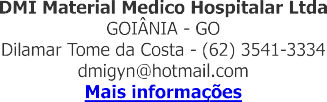 DMI Material Medico Hospitalar Ltda
GOIÂNIA - GO
Dilamar Tome da Costa - (62) 3541-3334
dmigyn@hotmail.com
Mais informações